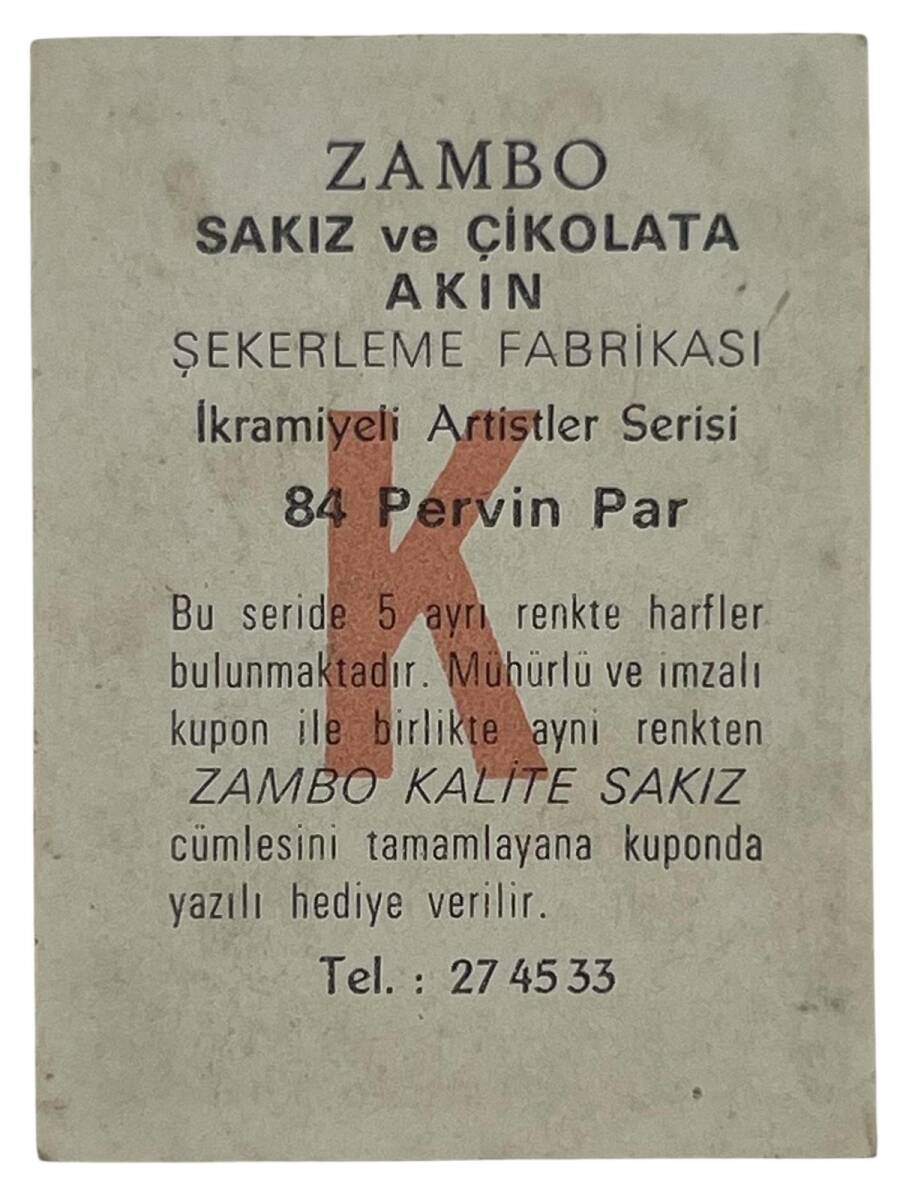 ZAMBO
SAKIZ ve ÇİKOLATA
AKIN
ŞEKERLEME FABRİKASI
İkramiyeli Artistler Serisi
84 Pervin Par
K
Bu seride 5 ayrı renkte harfler
bulunmaktadır. Mühürlü ve imzalı
kupon ile birlikte ayni renkten
ZAMBO KALİTE SAKIZ
cümlesini tamamlayana kuponda
yazılı hediye verilir.
Tel. : 27 45 33